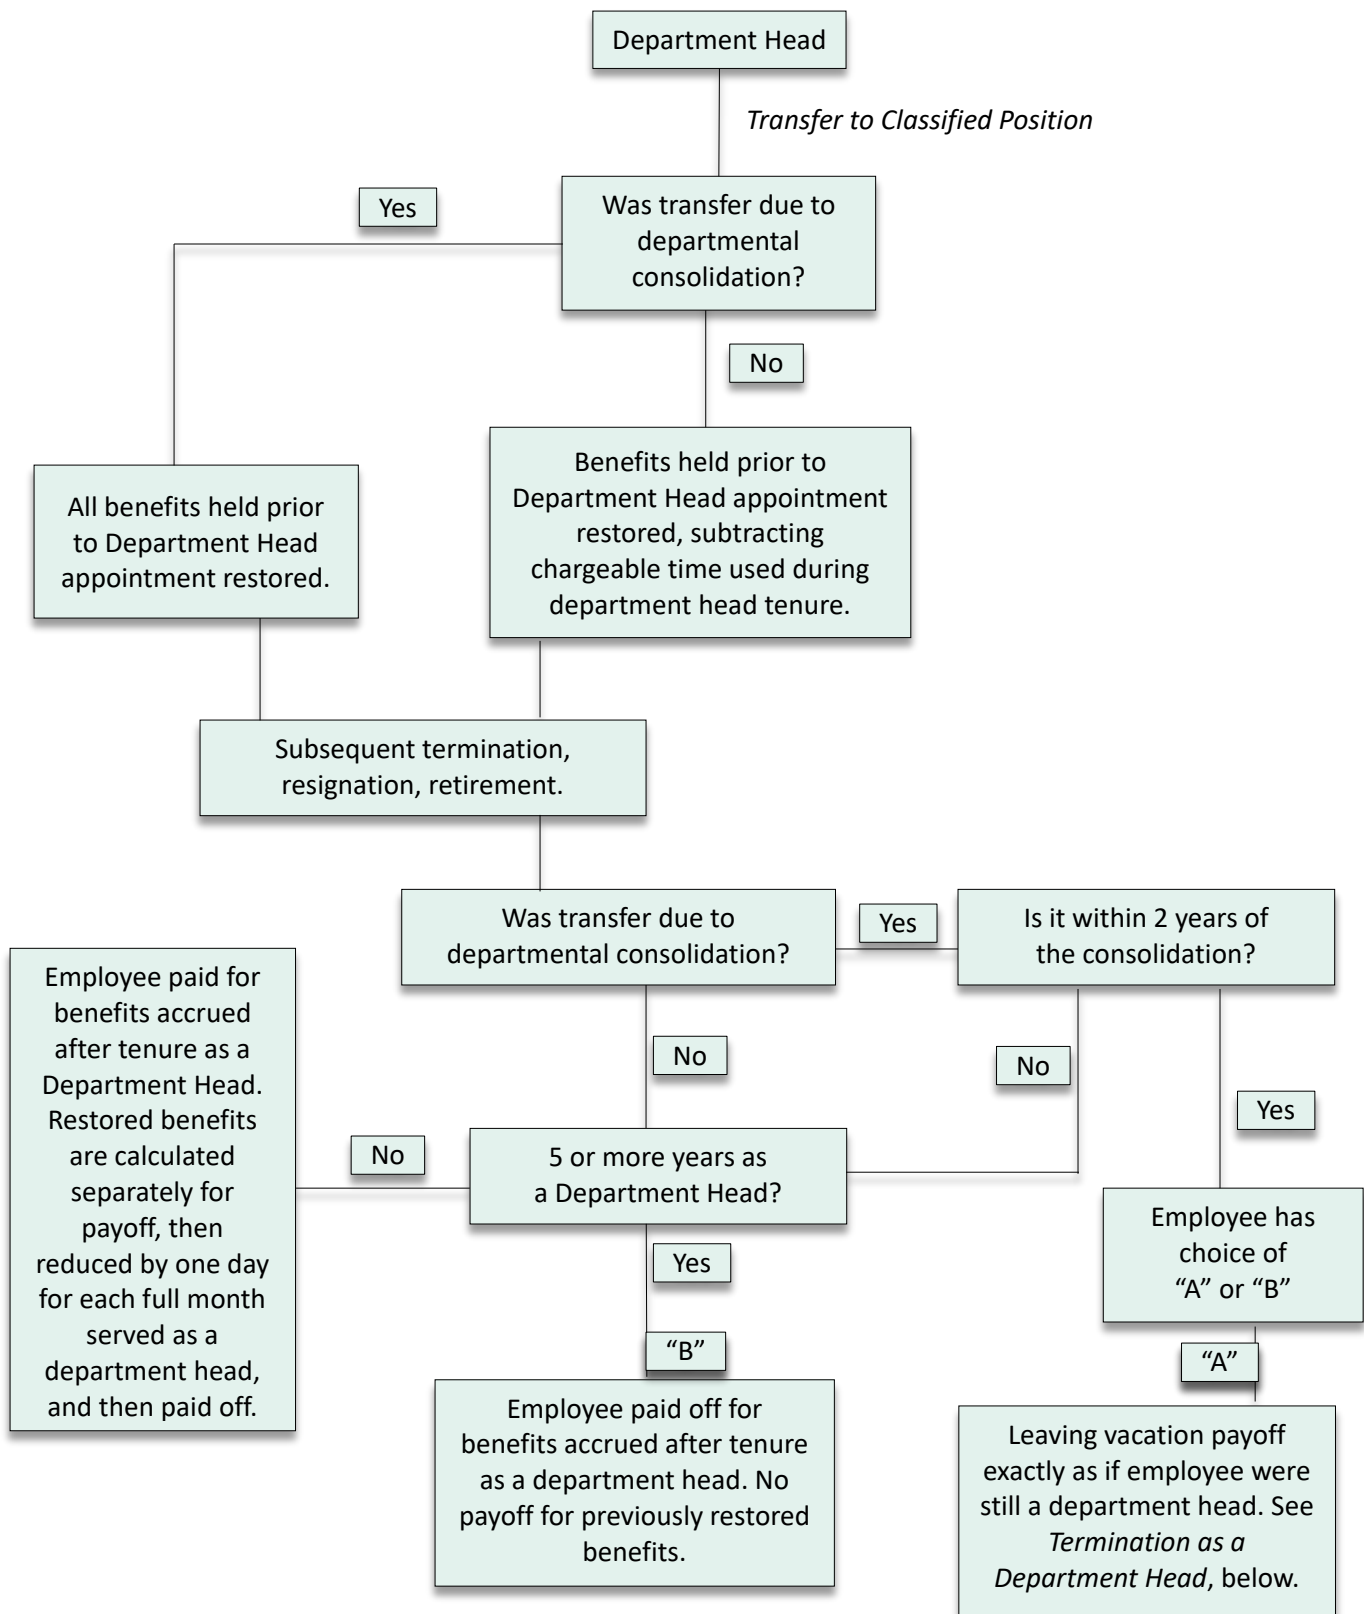 Department Head
Transfer to Classified Position
Was transfer due to
departmental
consolidation?
Yes
No
All benefits held prior
to Department Head
appointment restored.
Benefits held prior to
Department Head appointment
restored, subtracting
chargeable time used during
department head tenure.
Subsequent termination,
resignation, retirement.
Was transfer due to
departmental consolidation?
Yes
Is it within 2 years of
the consolidation?
No
No
Yes
Employee paid for
benefits accrued
after tenure as a
Department Head.
Restored benefits
are calculated
separately for
payoff, then
reduced by one day
for each full month
served as a
department head,
and then paid off.
No
5 or more years as
a Department Head?
Yes
“B”
Employee paid off for
benefits accrued after tenure
as a department head. No
payoff for previously restored
benefits.
Employee has
choice of
“A” or “B”
“A”
Leaving vacation payoff
exactly as if employee were
still a department head. See
Termination as a
Department Head, below.